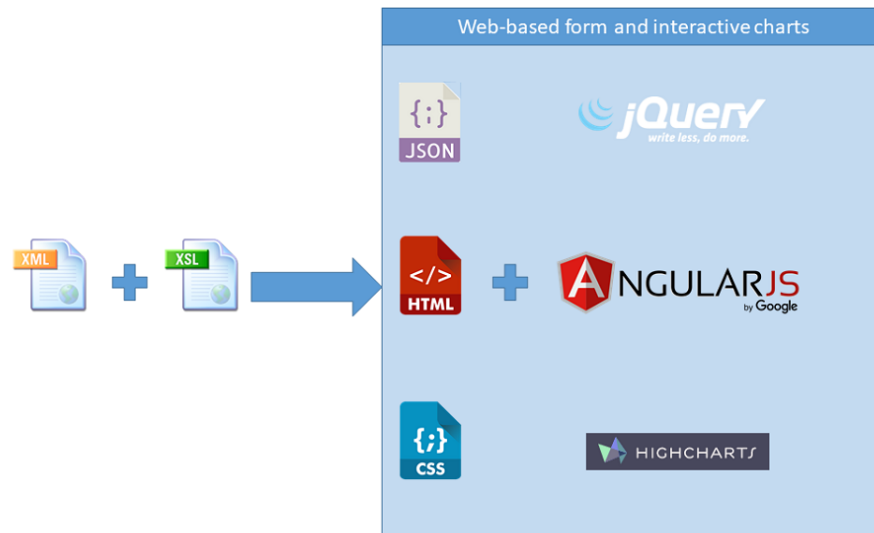 Web-based form and interactive charts
{:}
JSON
jQuery
write less, do more.
XML
XSL
</>
HTML
ANGULARJS
by Google
{;}
CSS
HIGHCHARTS